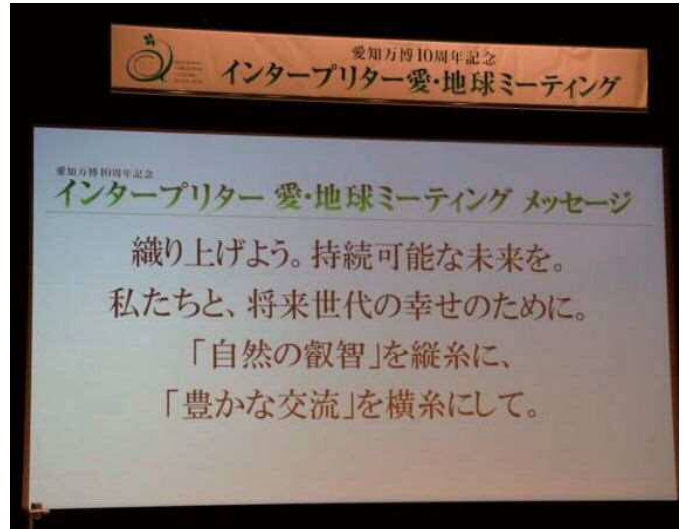 愛知万博10周年記念
インタープリター愛・地球ミーティング
愛知万博10周年記念
インタープリター 愛・地球ミーティング メッセージ
織り上げよう。持続可能な未来を。
私たちと、将来世代の幸せのために。
「自然の叡智」を縦糸に、
「豊かな交流」を横糸にして。